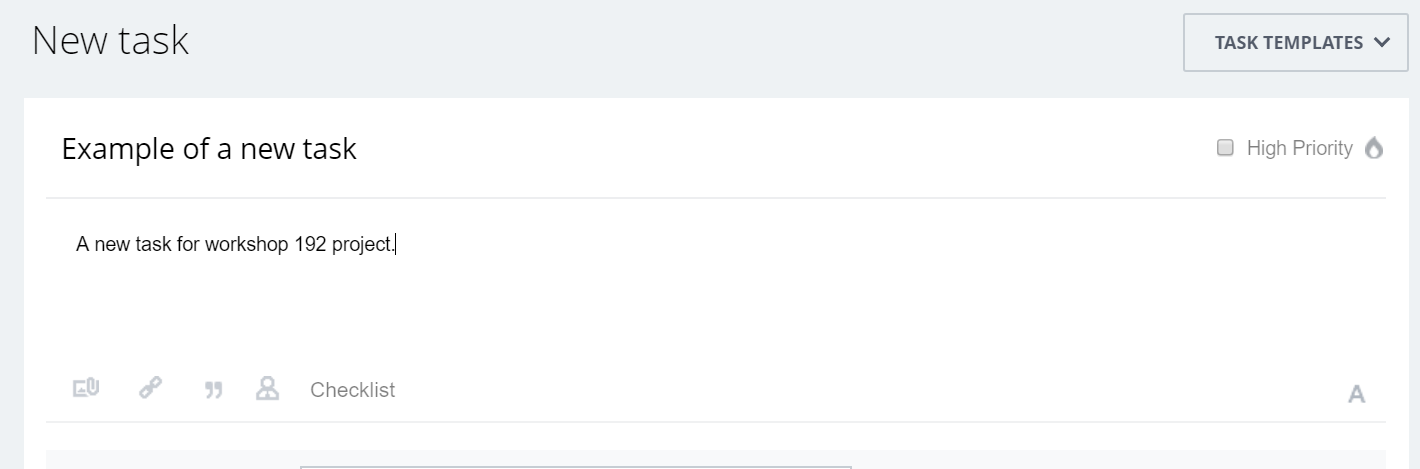 New task
TASK TEMPLATES
Example of a new task
High Priority
A new task for workshop 192 project.
Checklist
A